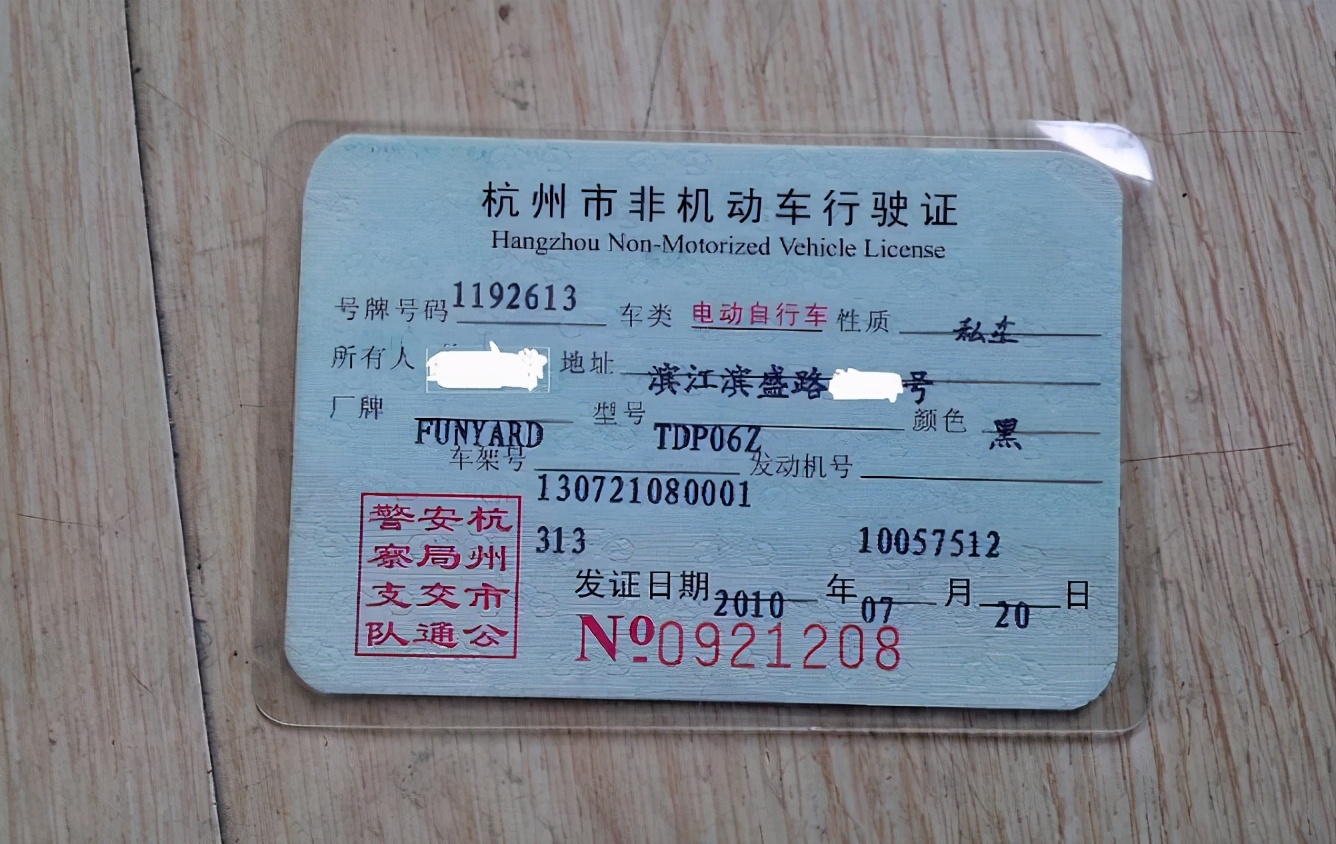 杭州市非机动车行驶证
Hangzhou Non-Motorized Vehicle License
号牌号码 1192613 车类 电动自行车 性质 私车
所有人 地址 滨江滨盛路 号
厂牌 FUNYARD 型号 TDP06Z 颜色 黑
车架号 130721080001 发动机号
313 10057512
发证日期 2010 年 07 月 20 日
№0921208
杭州市公
安局交通
警察支队